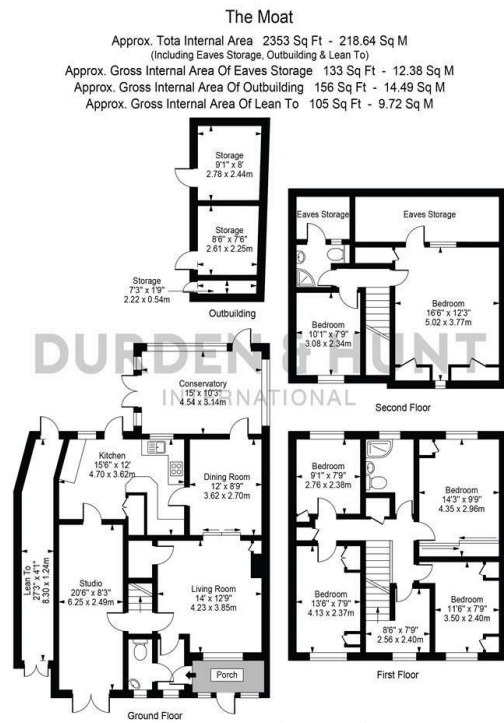 The Moat
Approx. Tota Internal Area 2353 Sq Ft - 218.64 Sq M
(Including Eaves Storage, Outbuilding & Lean To)
Approx. Gross Internal Area Of Eaves Storage 133 Sq Ft - 12.38 Sq M
Approx. Gross Internal Area Of Outbuilding 156 Sq Ft - 14.49 Sq M
Approx. Gross Internal Area Of Lean To 105 Sq Ft - 9.72 Sq M
Storage
9'1" x 8'
2.78 x 2.44m
Storage
8'6" x 7'6"
2.61 x 2.25m
Storage
7'3" x 1'9"
2.22 x 0.54m
Outbuilding
Eaves Storage
Eaves Storage
Bedroom
16'6" x 12'3"
5.02 x 3.77m
Bedroom
10'1" x 7'9"
3.08 x 2.34m
Second Floor
DURDEN & HUNT
INTERNATIONAL
Conservatory
15' x 10'3"
4.54 x 3.14m
Kitchen
15'6" x 12'
4.70 x 3.62m
Dining Room
12' x 8'9"
3.62 x 2.70m
Lean To
27'3" x 4'1"
8.30 x 1.24m
Studio
20'6" x 8'3"
6.25 x 2.49m
Living Room
14' x 12'9"
4.23 x 3.85m
Porch
Ground Floor
Bedroom
9'1" x 7'9"
2.76 x 2.38m
Bedroom
14'3" x 9'9"
4.35 x 2.96m
Bedroom
13'6" x 7'9"
4.13 x 2.37m
8'6" x 7'9"
2.56 x 2.40m
Bedroom
11'6" x 7'9"
3.50 x 2.40m
First Floor